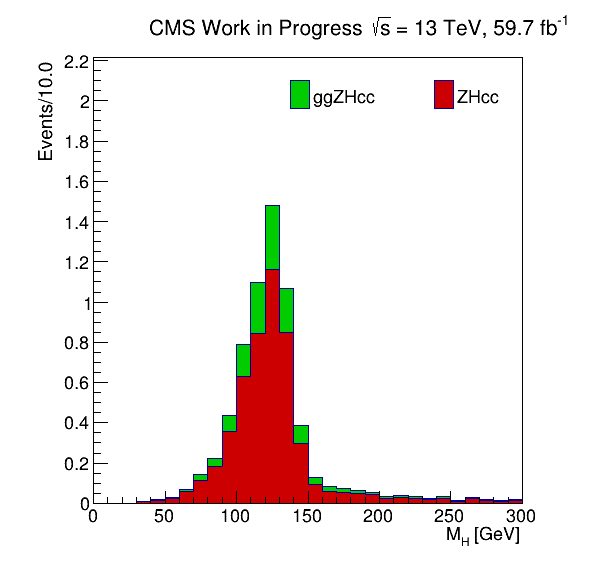 CMS Work in Progress √s = 13 TeV, 59.7 fb⁻¹
Events/10.0
2.2
2
1.8
1.6
1.4
1.2
1
0.8
0.6
0.4
0.2
0
ggZHcc ZHcc
0 50 100 150 200 250 300
M_H [GeV]